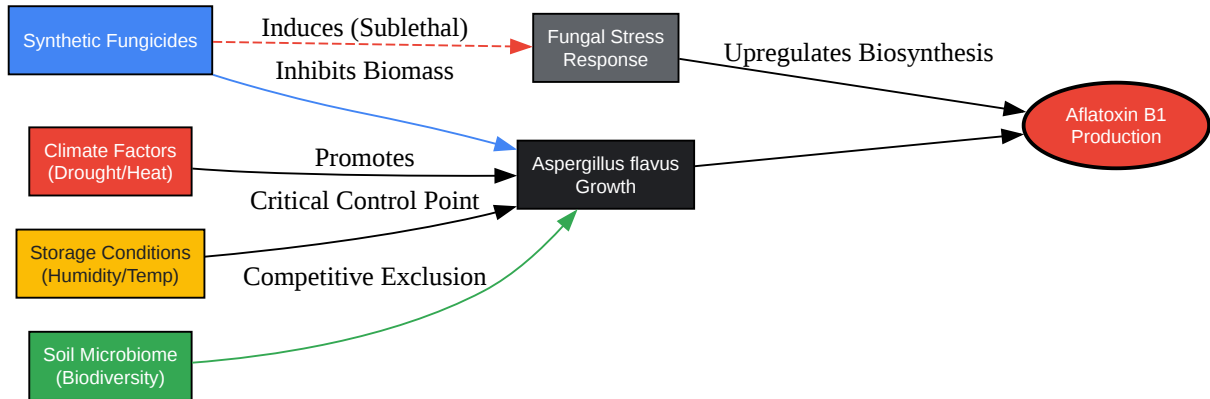 Synthetic Fungicides
Induces (Sublethal)
Fungal Stress
Response
Upregulates Biosynthesis
Inhibits Biomass
Aflatoxin B1
Production
Climate Factors
(Drought/Heat)
Promotes
Aspergillus flavus
Growth
Critical Control Point
Storage Conditions
(Humidity/Temp)
Competitive Exclusion
Soil Microbiome
(Biodiversity)